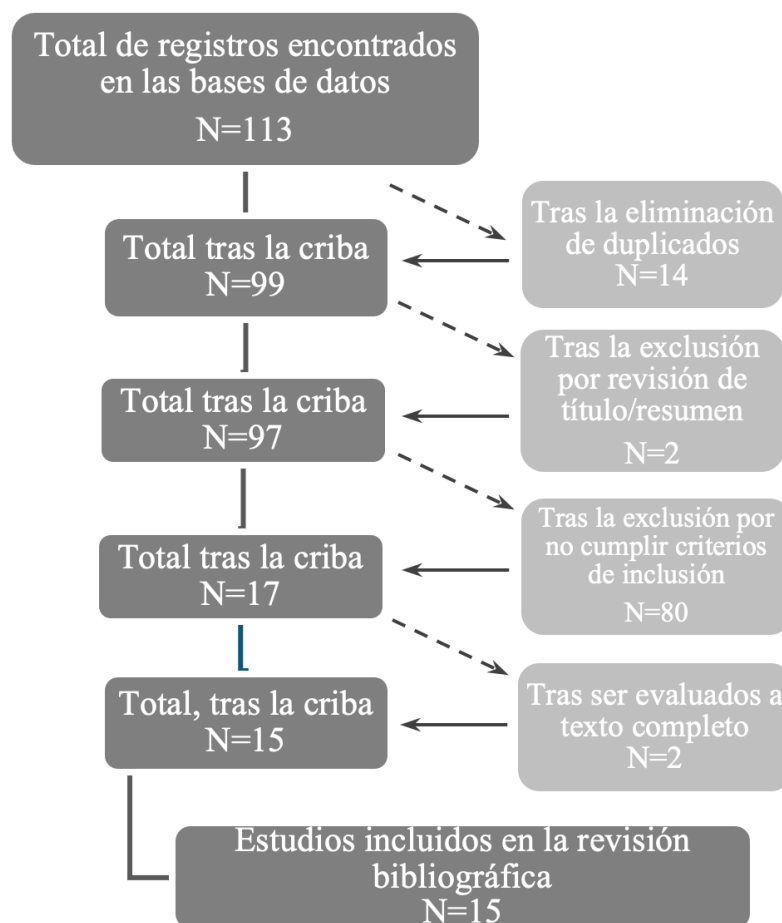 Total de registros encontrados
en las bases de datos
N=113
Tras la eliminación
de duplicados
N=14
Total tras la criba
N=99
Tras la exclusión
por revisión de
título/resumen
N=2
Total tras la criba
N=97
Tras la exclusión por
no cumplir criterios
de inclusión
N=80
Total tras la criba
N=17
Tras ser evaluados a
texto completo
N=2
Total, tras la criba
N=15
Estudios incluidos en la revisión
bibliográfica
N=15